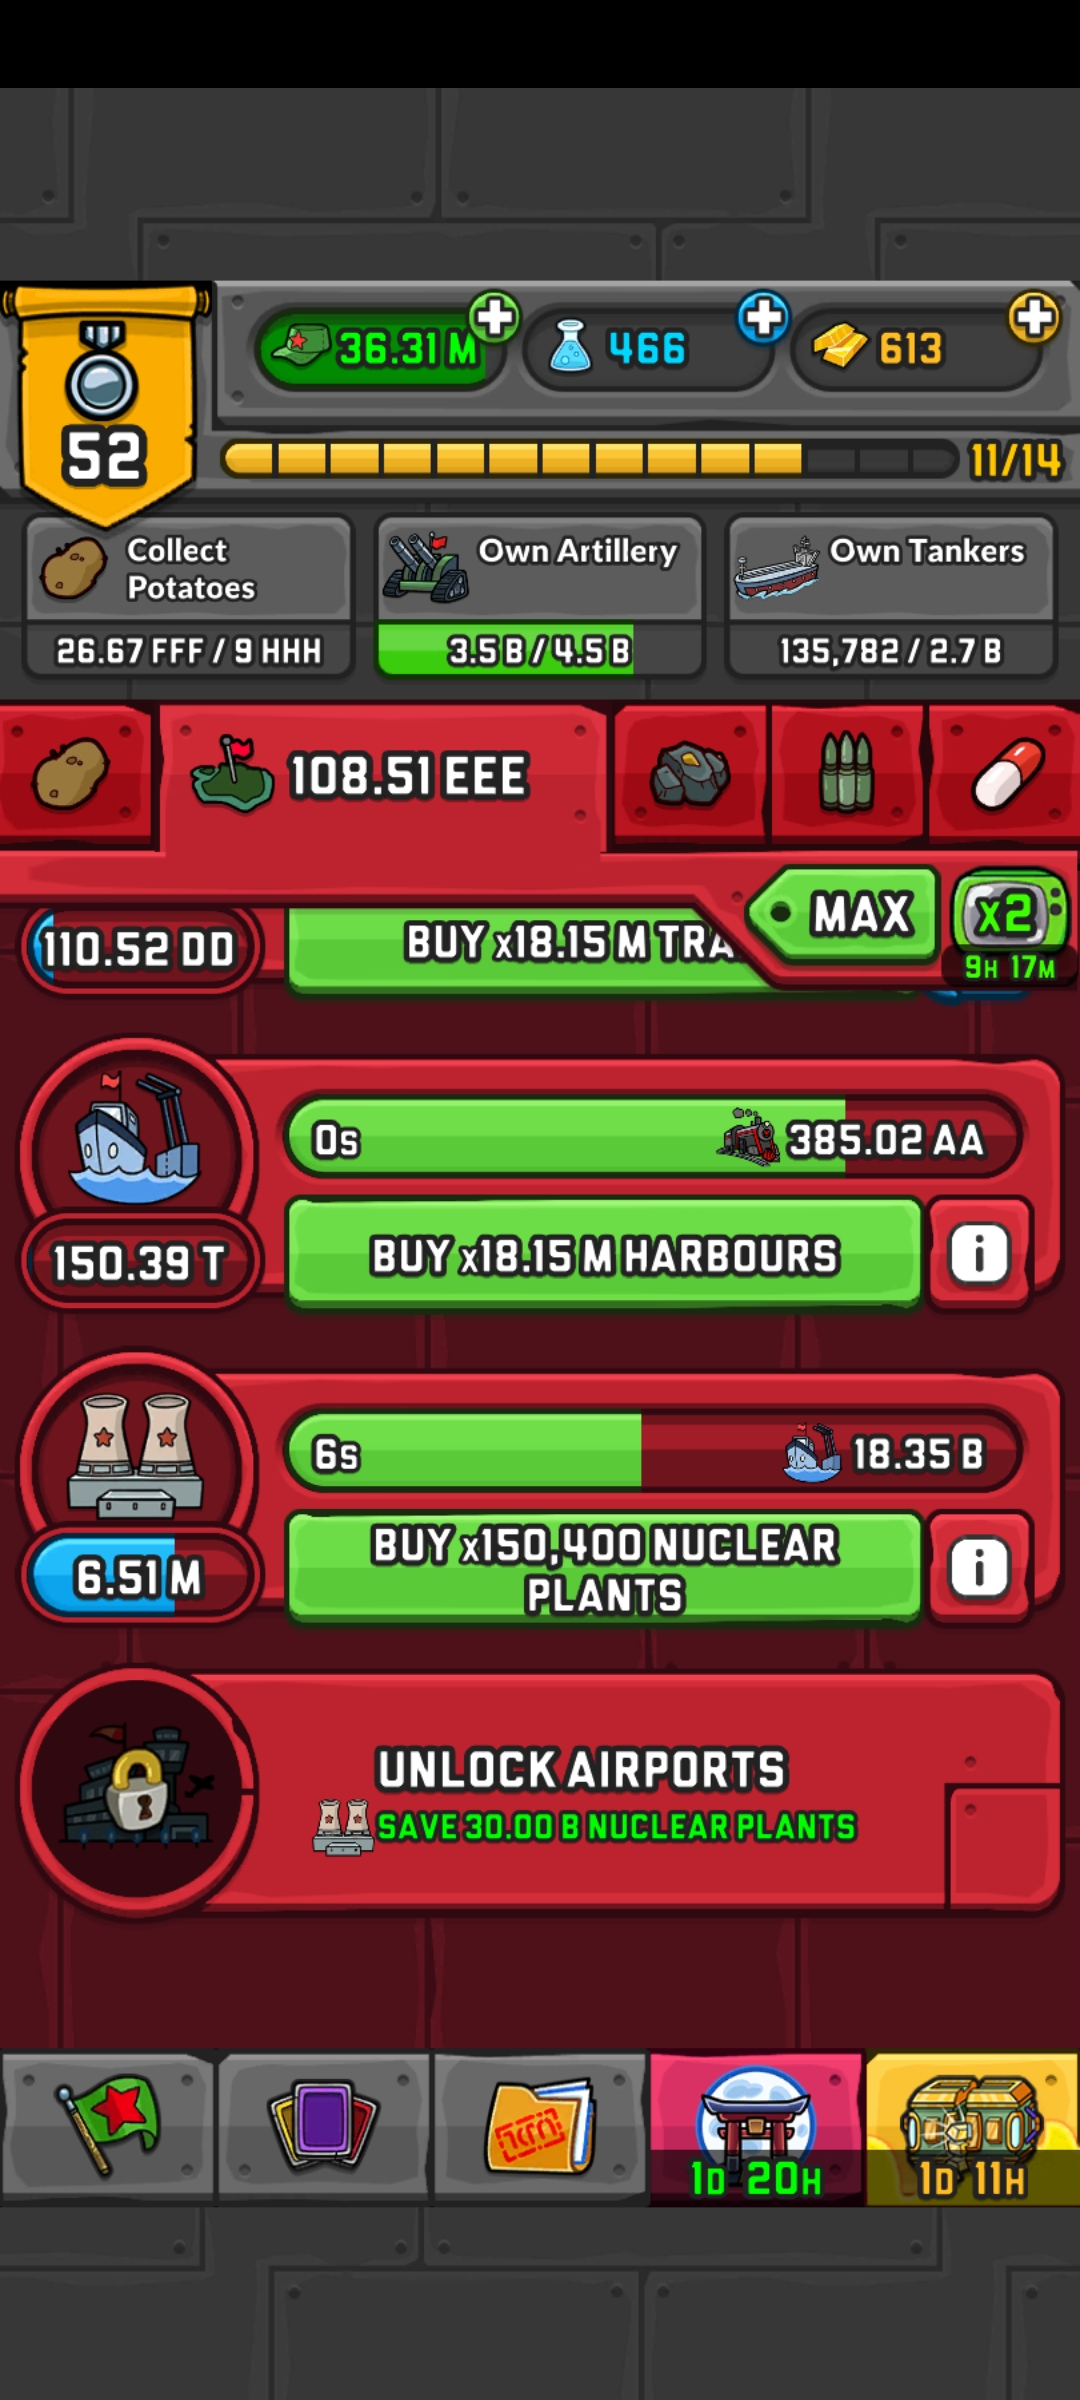 36.31 M
466
613
52
11/14
Collect
Potatoes
Own Artillery
Own Tankers
26.67 FFF / 9 HHH
3.5 B / 4.5 B
135,782 / 2.7 B
108.51 EEE
MAX
x2
9H 17M
110.52 DD
BUY x18.15 M TRA
0s
385.02 AA
150.39 T
BUY x18.15 M HARBOURS
6s
18.35 B
6.51 M
BUY x150,400 NUCLEAR
PLANTS
UNLOCK AIRPORTS
SAVE 30.00 B NUCLEAR PLANTS
1D 20H
1D 11H